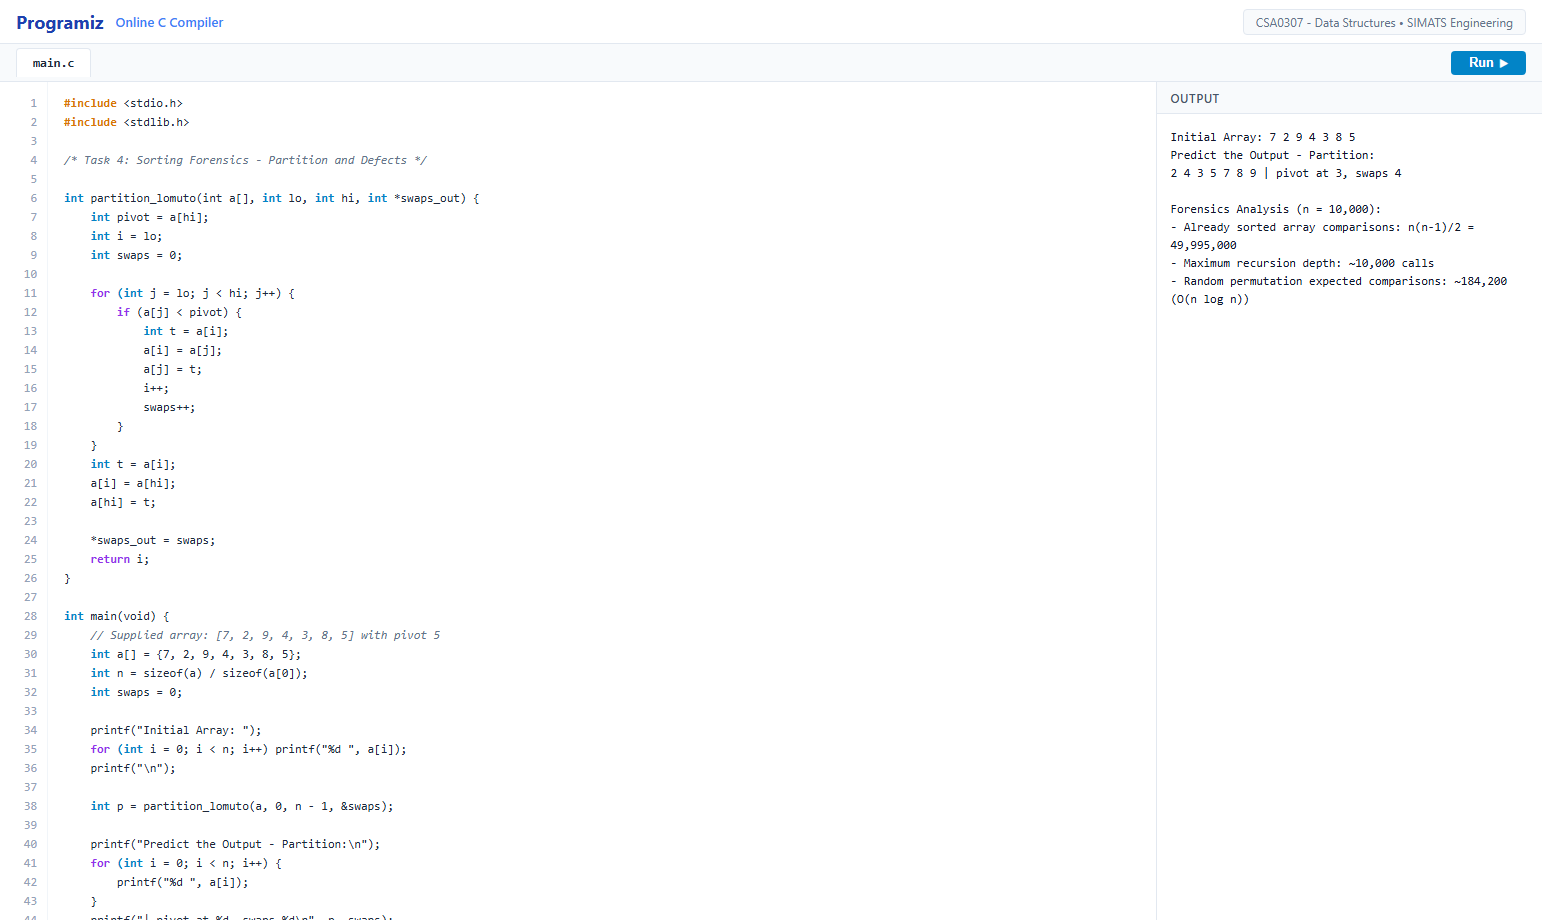 Programiz Online C Compiler
CSA0307 - Data Structures • SIMATS Engineering
main.c
Run ▶
1 #include <stdio.h>
2 #include <stdlib.h>
3
4 /* Task 4: Sorting Forensics - Partition and Defects */
5
6 int partition_lomuto(int a[], int lo, int hi, int *swaps_out) {
7     int pivot = a[hi];
8     int i = lo;
9     int swaps = 0;
10
11     for (int j = lo; j < hi; j++) {
12         if (a[j] < pivot) {
13             int t = a[i];
14             a[i] = a[j];
15             a[j] = t;
16             i++;
17             swaps++;
18         }
19     }
20     int t = a[i];
21     a[i] = a[hi];
22     a[hi] = t;
23
24     *swaps_out = swaps;
25     return i;
26 }
27
28 int main(void) {
29     // Supplied array: [7, 2, 9, 4, 3, 8, 5] with pivot 5
30     int a[] = {7, 2, 9, 4, 3, 8, 5};
31     int n = sizeof(a) / sizeof(a[0]);
32     int swaps = 0;
33
34     printf("Initial Array: ");
35     for (int i = 0; i < n; i++) printf("%d ", a[i]);
36     printf("\n");
37
38     int p = partition_lomuto(a, 0, n - 1, &swaps);
39
40     printf("Predict the Output - Partition:\n");
41     for (int i = 0; i < n; i++) {
42         printf("%d ", a[i]);
43     }
44     printf("| pivot at %d, swaps %d\n", p, swaps);
OUTPUT
Initial Array: 7 2 9 4 3 8 5
Predict the Output - Partition:
2 4 3 5 7 8 9 | pivot at 3, swaps 4
Forensics Analysis (n = 10,000):
- Already sorted array comparisons: n(n-1)/2 =
49,995,000
- Maximum recursion depth: ~10,000 calls
- Random permutation expected comparisons: ~184,200
(O(n log n))